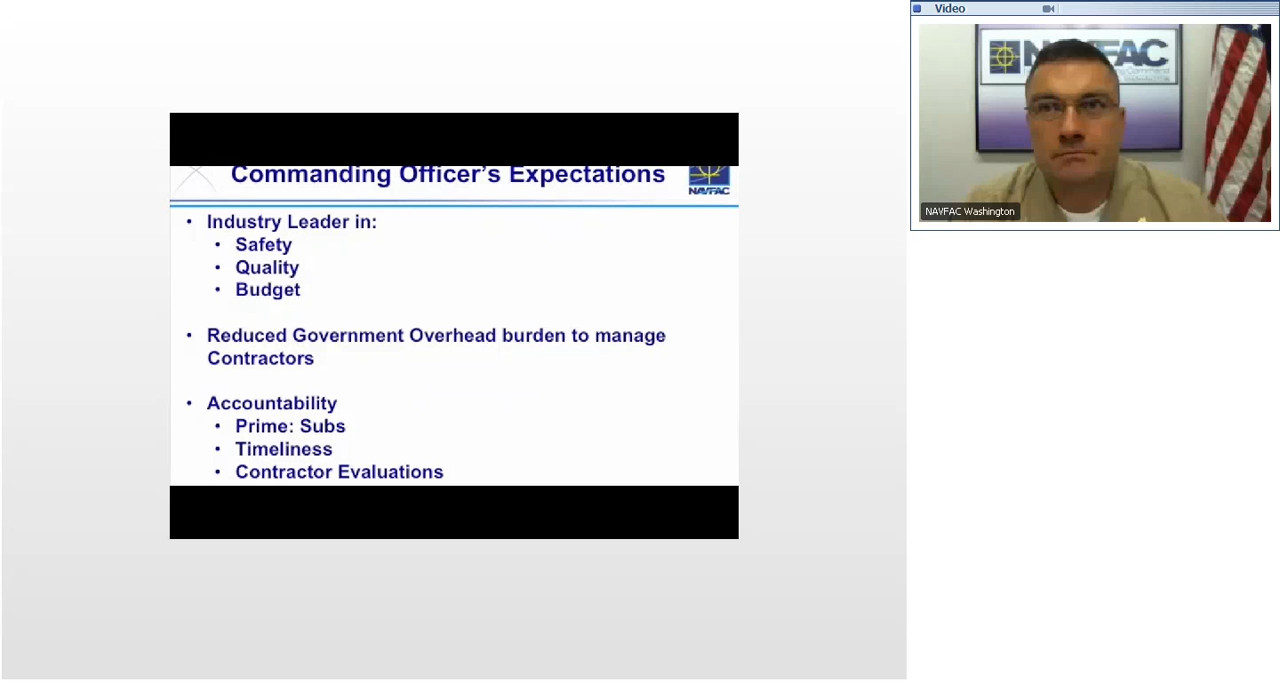 Video
NAVFAC
NAVFAC Washington
Commanding Officer's Expectations
NAVFAC
• Industry Leader in:
• Safety
• Quality
• Budget
• Reduced Government Overhead burden to manage
Contractors
• Accountability
• Prime: Subs
• Timeliness
• Contractor Evaluations